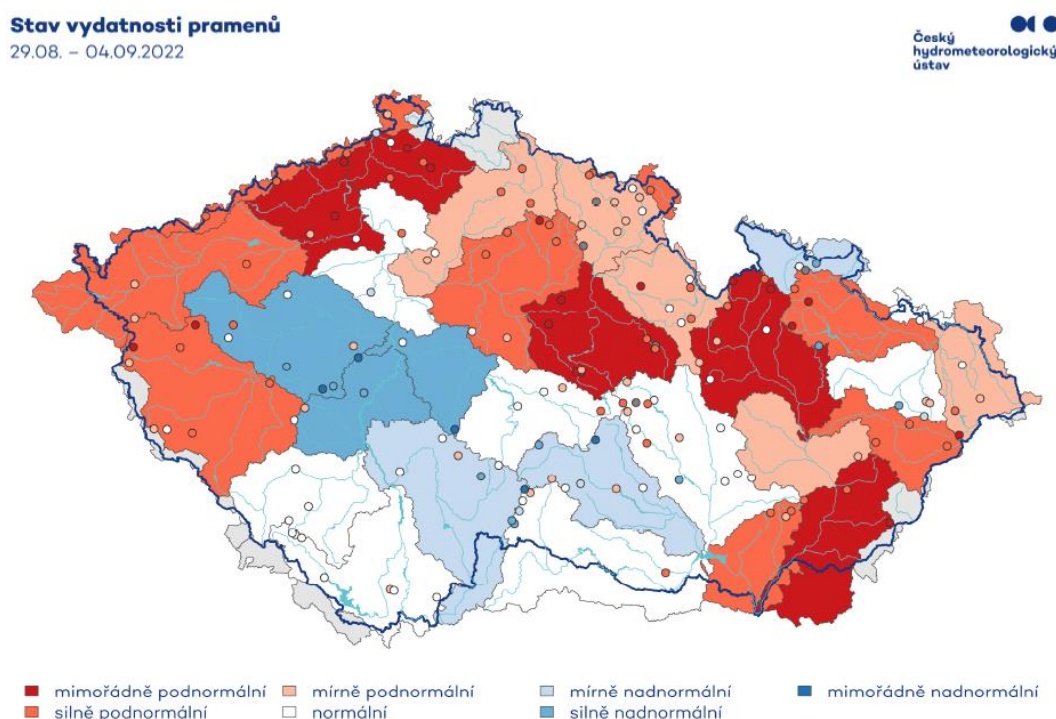 Stav vydatnosti pramenů
29.08. – 04.09.2022
Český
hydrometeorologický
ústav
mimořádně podnormální
silně podnormální
mírně podnormální
normální
mírně nadnormální
silně nadnormální
mimořádně nadnormální